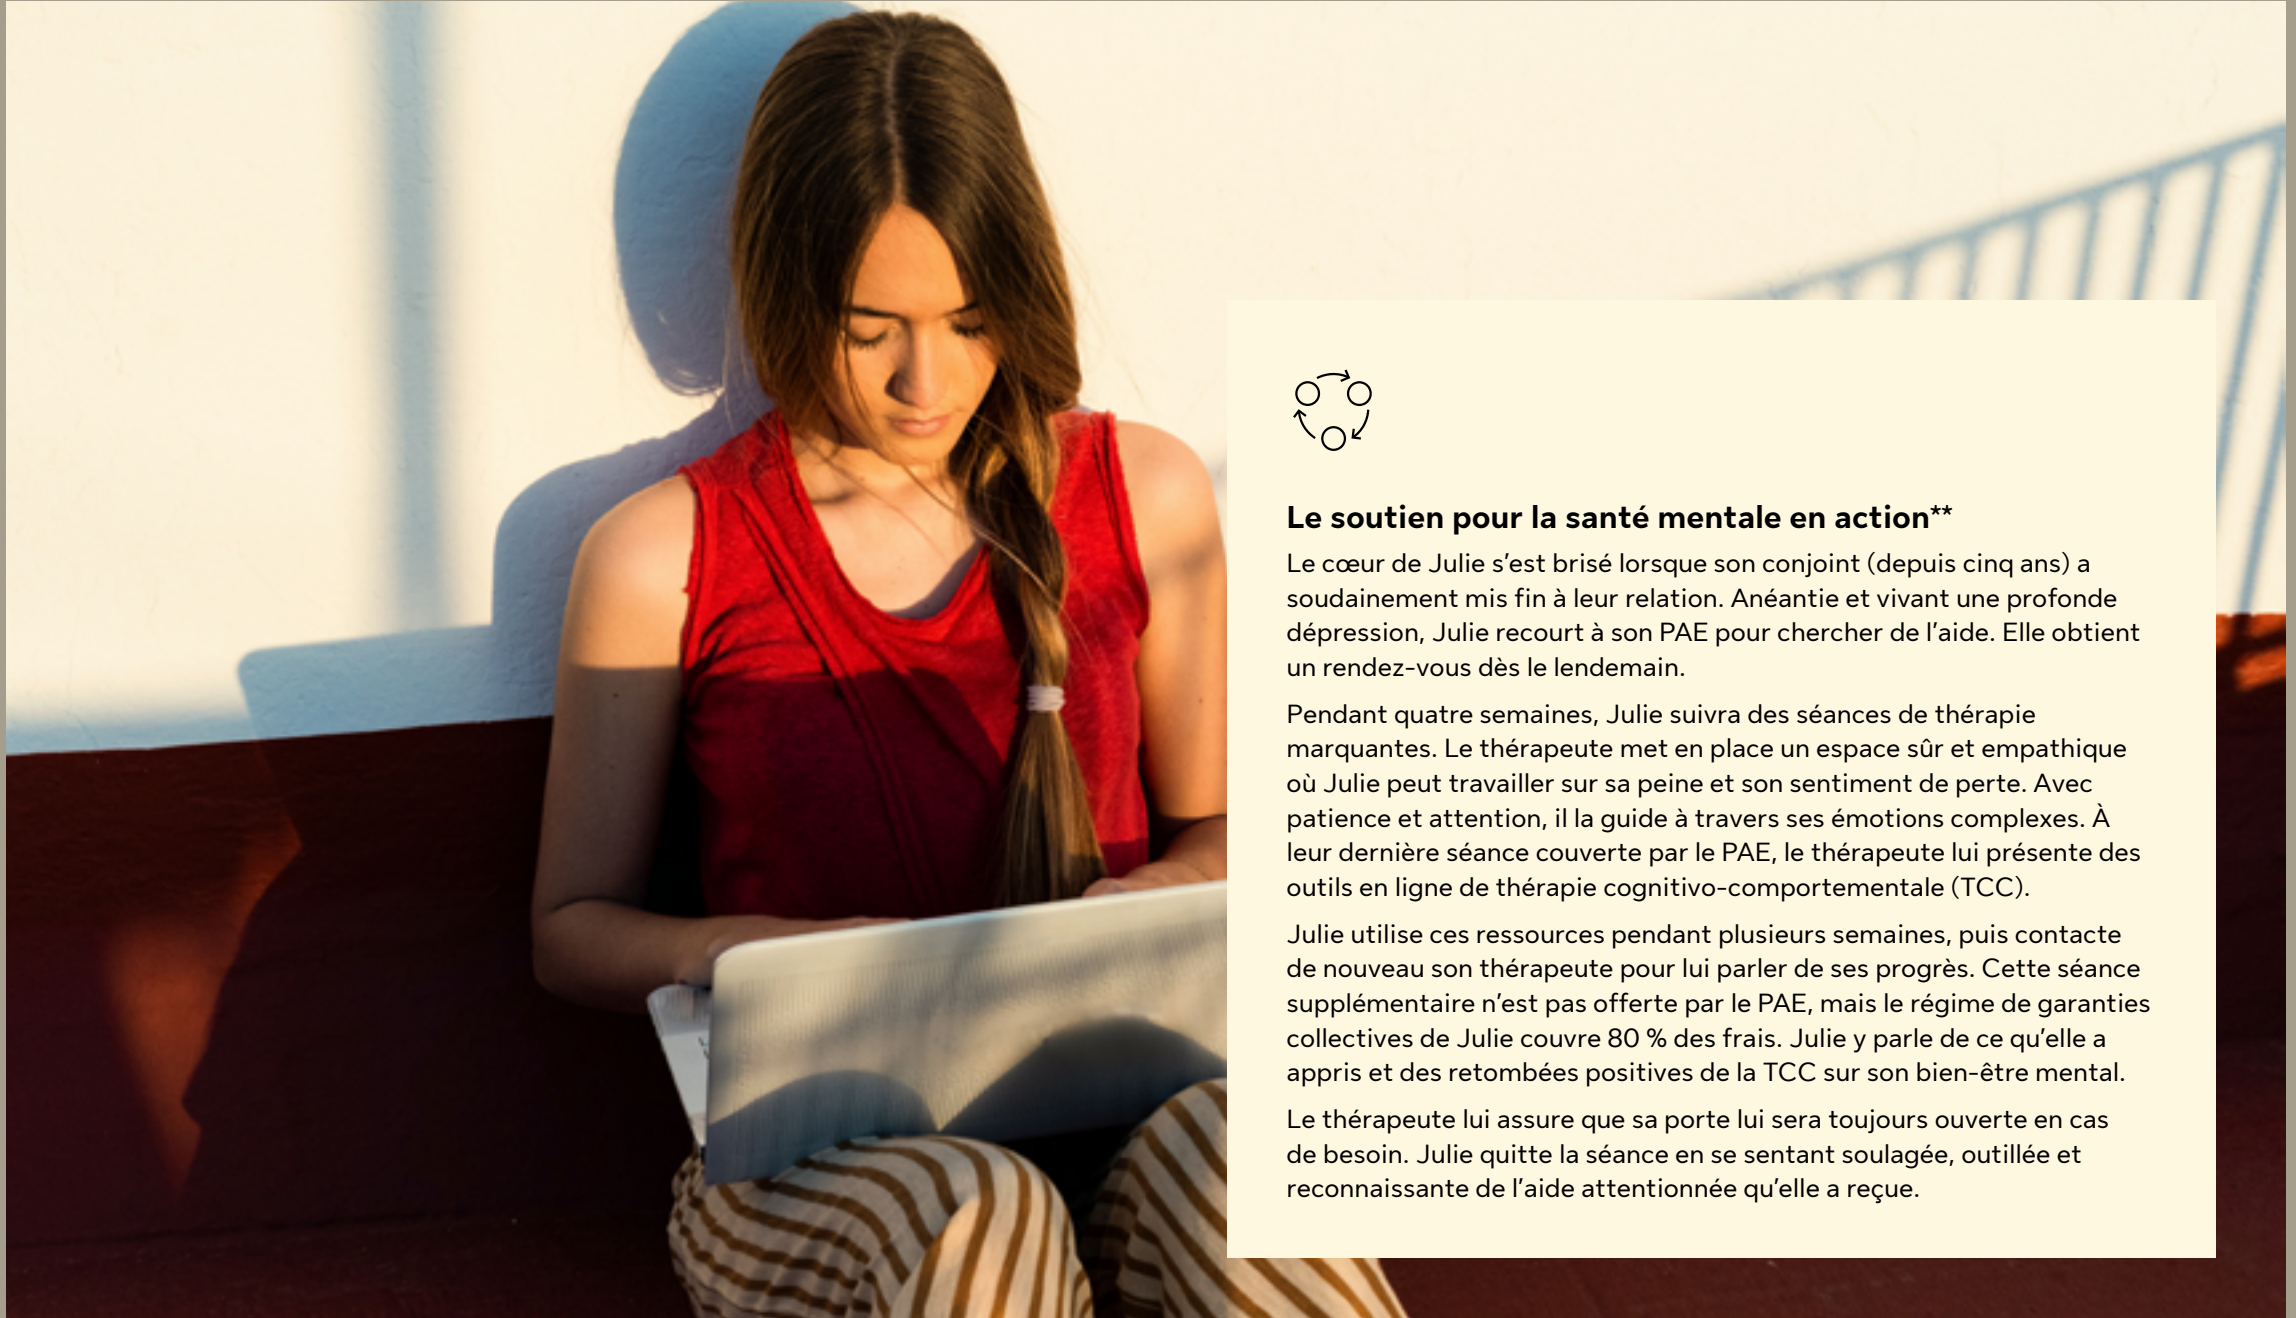 Le soutien pour la santé mentale en action**
Le cœur de Julie s’est brisé lorsque son conjoint (depuis cinq ans) a
soudainement mis fin à leur relation. Anéantie et vivant une profonde
dépression, Julie recourt à son PAE pour chercher de l’aide. Elle obtient
un rendez-vous dès le lendemain.
Pendant quatre semaines, Julie suivra des séances de thérapie
marquantes. Le thérapeute met en place un espace sûr et empathique
où Julie peut travailler sur sa peine et son sentiment de perte. Avec
patience et attention, il la guide à travers ses émotions complexes. À
leur dernière séance couverte par le PAE, le thérapeute lui présente des
outils en ligne de thérapie cognitivo-comportementale (TCC).
Julie utilise ces ressources pendant plusieurs semaines, puis contacte
de nouveau son thérapeute pour lui parler de ses progrès. Cette séance
supplémentaire n’est pas offerte par le PAE, mais le régime de garanties
collectives de Julie couvre 80 % des frais. Julie y parle de ce qu’elle a
appris et des retombées positives de la TCC sur son bien-être mental.
Le thérapeute lui assure que sa porte lui sera toujours ouverte en cas
de besoin. Julie quitte la séance en se sentant soulagée, outillée et
reconnaissante de l’aide attentionnée qu’elle a reçue.